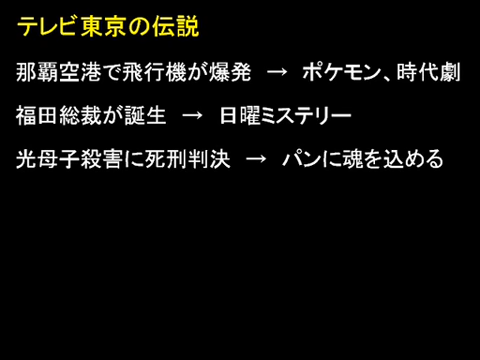 テレビ東京の伝説
那覇空港で飛行機が爆発 → ポケモン、時代劇
福田総裁が誕生 → 日曜ミステリー
光母子殺害に死刑判決 → パンに魂を込める